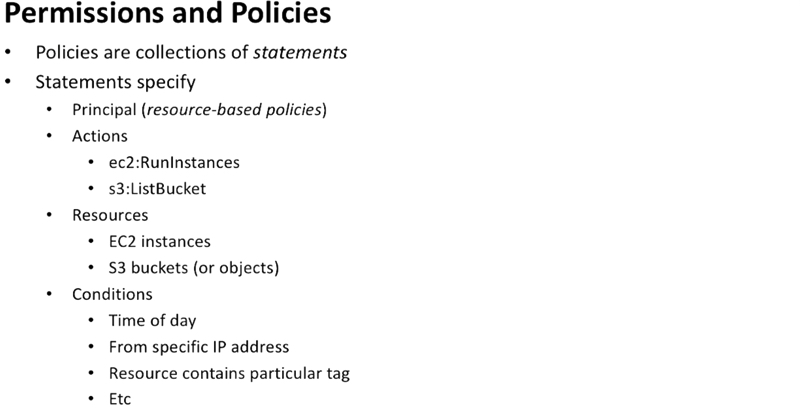 Permissions and Policies
• Policies are collections of statements
• Statements specify
• Principal (resource-based policies)
• Actions
• ec2:RunInstances
• s3:ListBucket
• Resources
• EC2 instances
• S3 buckets (or objects)
• Conditions
• Time of day
• From specific IP address
• Resource contains particular tag
• Etc